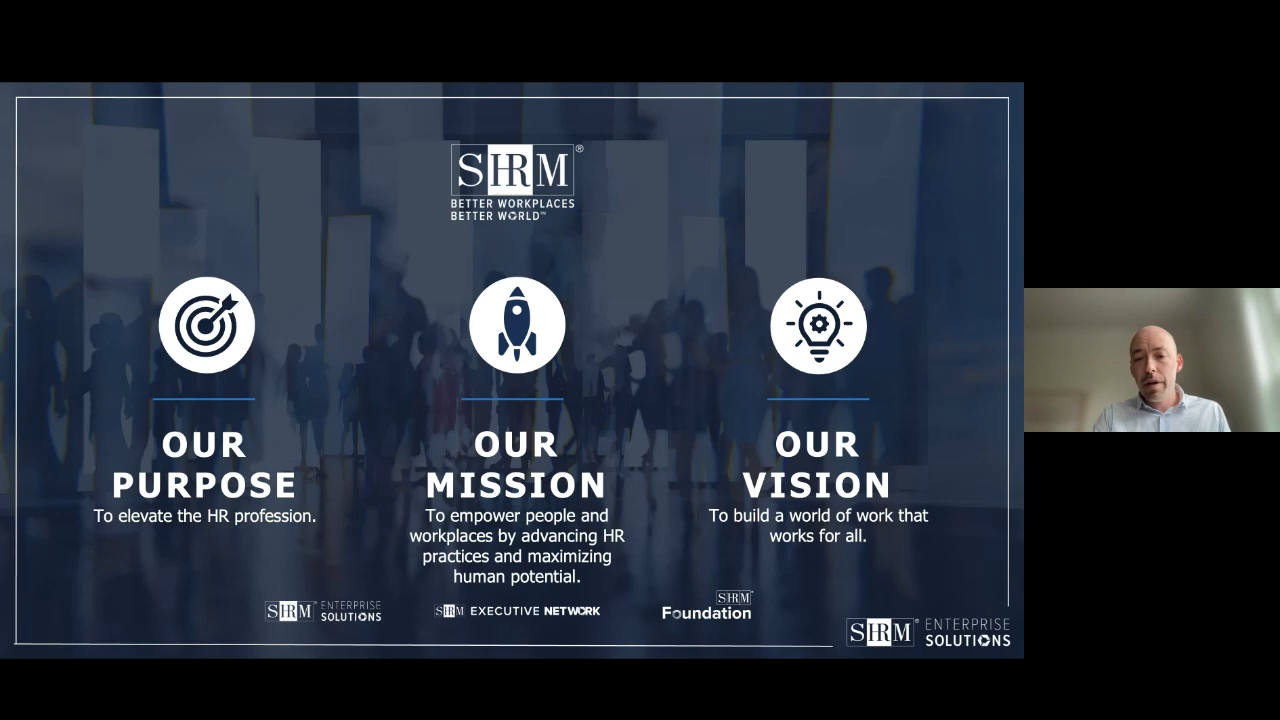 SHRM®
BETTER WORKPLACES
BETTER WORLD™
OUR
PURPOSE
To elevate the HR profession.
OUR
MISSION
To empower people and
workplaces by advancing HR
practices and maximizing
human potential.
OUR
VISION
To build a world of work that
works for all.
SHRM® ENTERPRISE
SOLUTIONS
SHRM EXECUTIVE NETWORK
SHRM
Foundation
SHRM® ENTERPRISE
SOLUTIONS